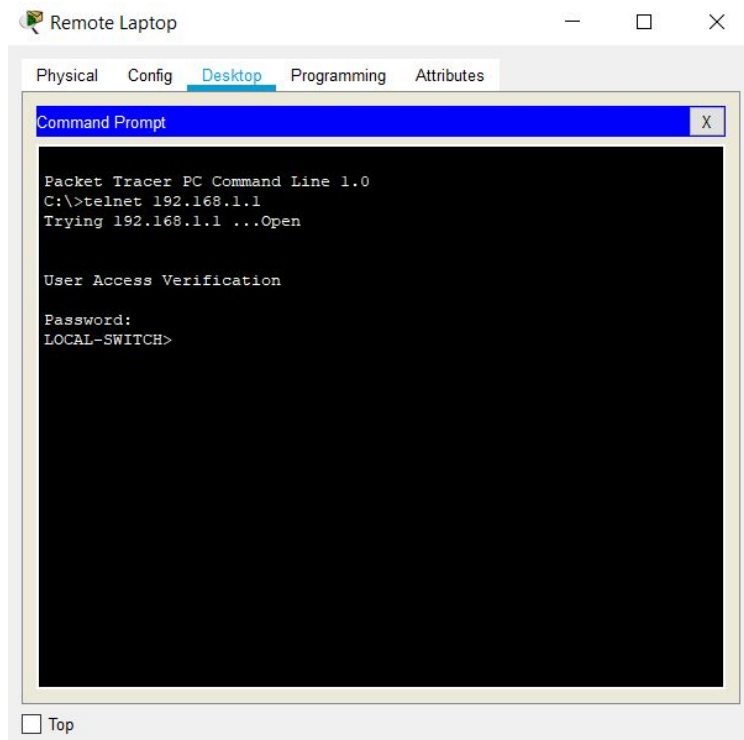 Remote Laptop
Physical Config Desktop Programming Attributes
Command Prompt
X
Packet Tracer PC Command Line 1.0
C:\>telnet 192.168.1.1
Trying 192.168.1.1 ...Open
User Access Verification
Password:
LOCAL-SWITCH>
Top